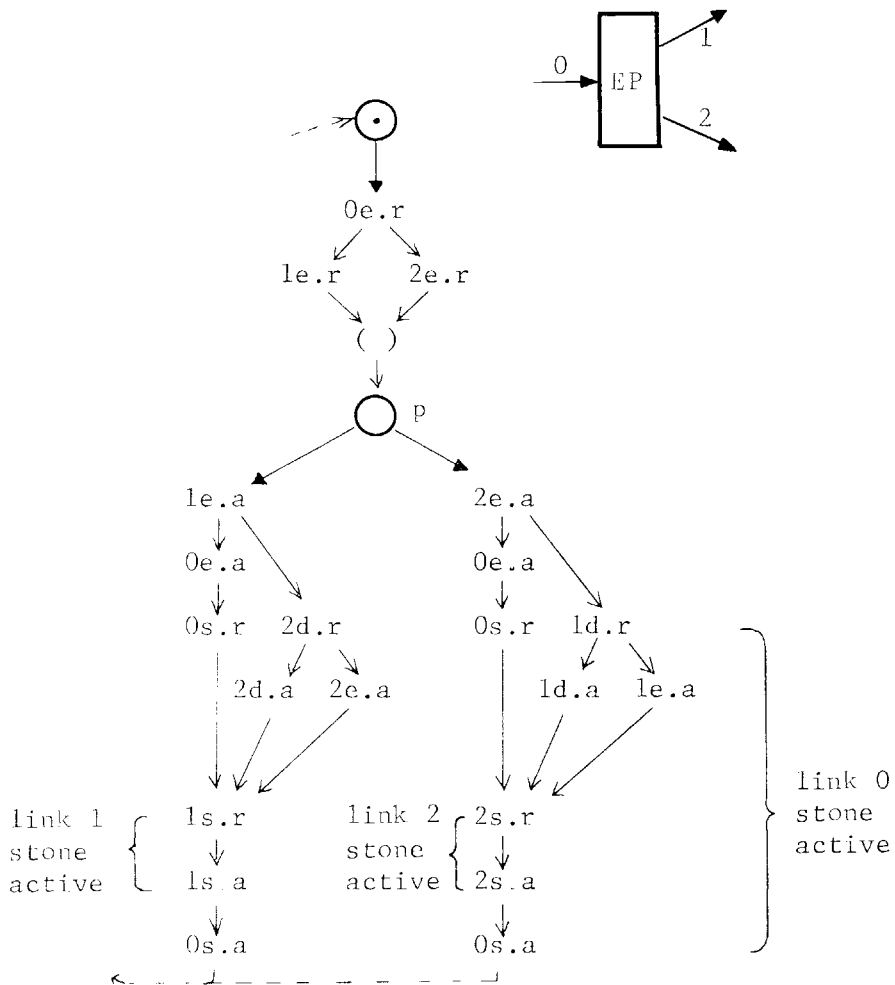 1
0
EP
2
0e.r
1e.r 2e.r
( )
p
1e.a 2e.a
0e.a 0e.a
0s.r 2d.r 0s.r 1d.r
2d.a 2e.a 1d.a 1e.a
link 0
stone
active
link 1
stone
active
1s.r
1s.a
0s.a
link 2
stone
active
2s.r
2s.a
0s.a